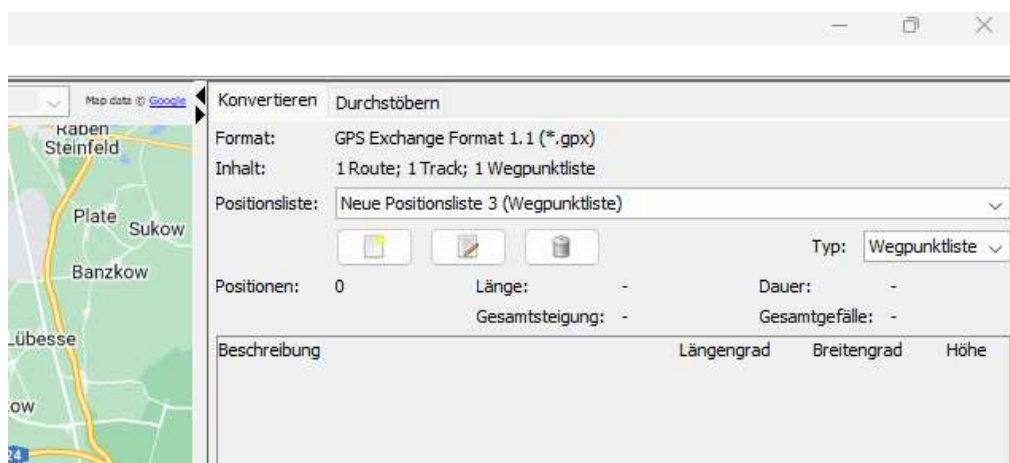 Map data © Google
Raben
Steinfeld
Plate
Sukow
Banzkow
Lübesse
ow
24
Konvertieren Durchstöbern
Format: GPS Exchange Format 1.1 (*.gpx)
Inhalt: 1 Route; 1 Track; 1 Wegpunktliste
Positionsliste: Neue Positionsliste 3 (Wegpunktliste)
Typ: Wegpunktliste
Positionen: 0 Länge: - Dauer: -
Gesamtsteigung: - Gesamtgefälle: -
Beschreibung Längengrad Breitengrad Höhe